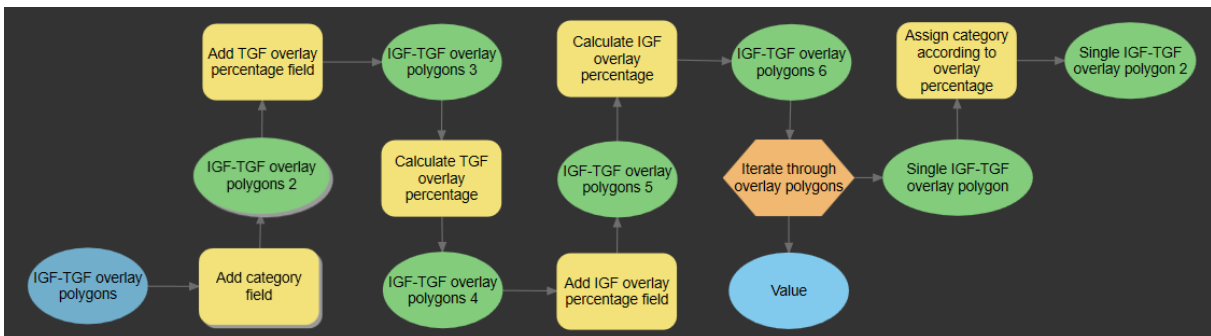 IGF-TGF overlay
polygons
Add category
field
IGF-TGF overlay
polygons 2
Add TGF overlay
percentage field
IGF-TGF overlay
polygons 3
Calculate TGF
overlay
percentage
IGF-TGF overlay
polygons 4
Add IGF overlay
percentage field
IGF-TGF overlay
polygons 5
Calculate IGF
overlay
percentage
IGF-TGF overlay
polygons 6
Iterate through
overlay polygons
Value
Single IGF-TGF
overlay polygon
Assign category
according to
overlay
percentage
Single IGF-TGF
overlay polygon 2